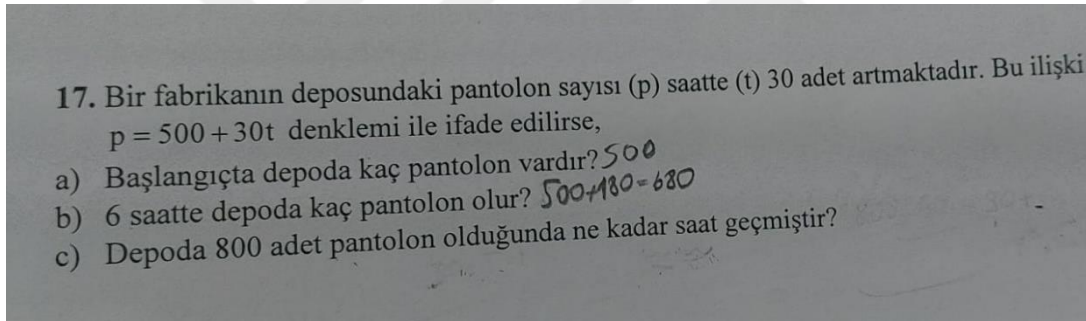 17. Bir fabrikanın deposundaki pantolon sayısı (p) saatte (t) 30 adet artmaktadır. Bu ilişki
p = 500 + 30t denklemi ile ifade edilirse,
a) Başlangıçta depoda kaç pantolon vardır? 500
b) 6 saatte depoda kaç pantolon olur? 500+180=680
c) Depoda 800 adet pantolon olduğunda ne kadar saat geçmiştir?